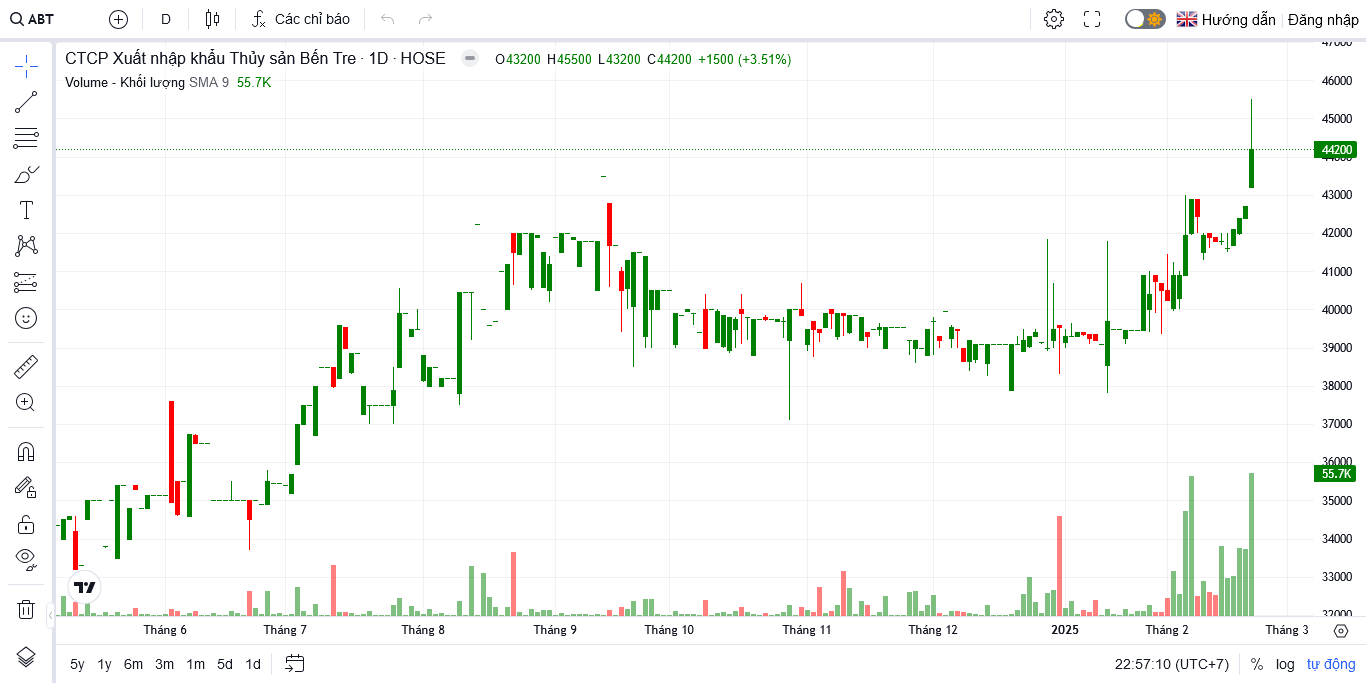 ABT D Các chỉ báo Hướng dẫn Đăng nhập
CTCP Xuất nhập khẩu Thủy sản Bến Tre · 1D · HOSE O43200 H45500 L43200 C44200 +1500 (+3.51%)
Volume - Khối lượng SMA 9 55.7K
47000
46000
45000
44200
44000
43000
42000
41000
40000
39000
38000
37000
36000
55.7K
35000
34000
33000
32000
Tháng 6 Tháng 7 Tháng 8 Tháng 9 Tháng 10 Tháng 11 Tháng 12 2025 Tháng 2 Tháng 3
5y 1y 6m 3m 1m 5d 1d 22:57:10 (UTC+7) % log tự động